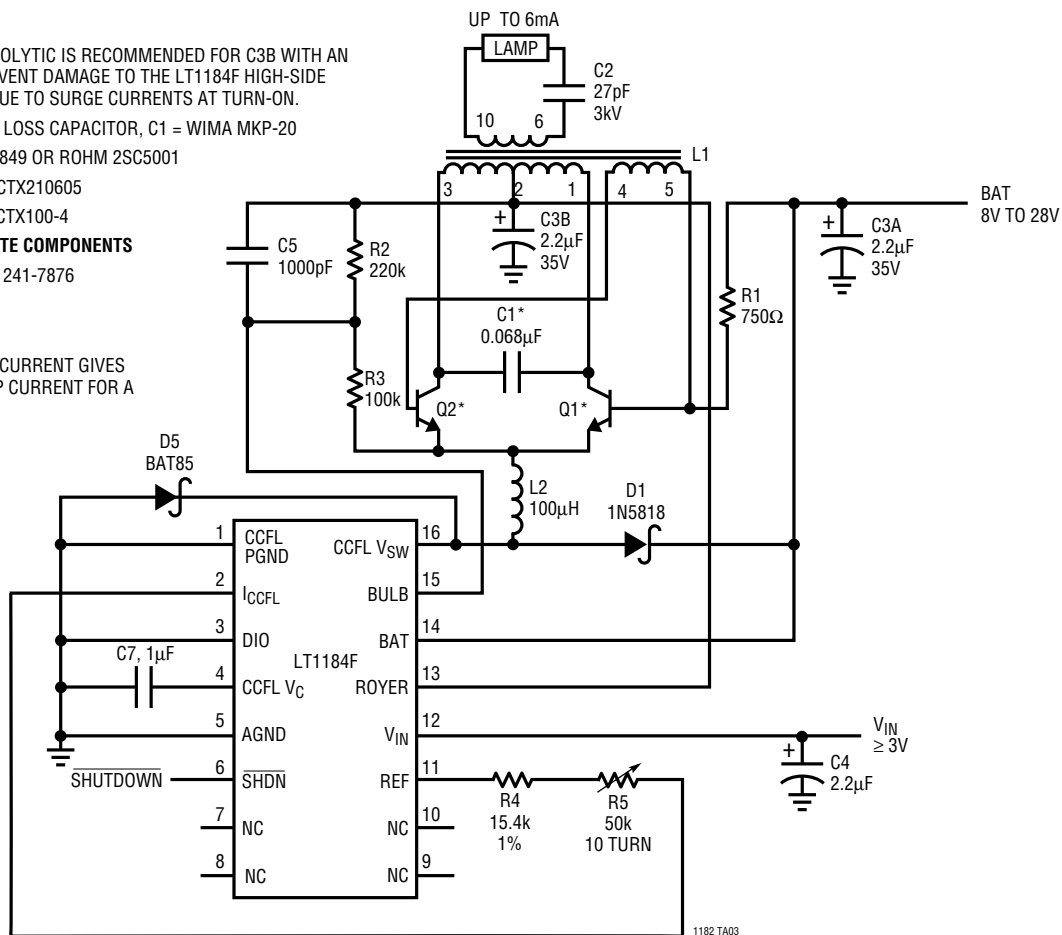 UP TO 6mA
LAMP
C2
27pF
3kV
10
6
OLYTIC IS RECOMMENDED FOR C3B WITH AN
VENT DAMAGE TO THE LT1184F HIGH-SIDE
UE TO SURGE CURRENTS AT TURN-ON.
LOSS CAPACITOR, C1 = WIMA MKP-20
849 OR ROHM 2SC5001
CTX210605
CTX100-4
TE COMPONENTS
241-7876
CURRENT GIVES
P CURRENT FOR A
L1
3
2
1
4
5
BAT
8V TO 28V
+
C3B
2.2µF
35V
+
C3A
2.2µF
35V
C5
1000pF
R2
220k
R1
750Ω
C1*
0.068µF
R3
100k
Q2*
Q1*
D5
BAT85
L2
100µH
D1
1N5818
1
CCFL
PGND
CCFL VSW
16
2
ICCFL
BULB
15
3
DIO
BAT
14
C7, 1µF
LT1184F
4
CCFL VC
ROYER
13
5
AGND
VIN
12
VIN
≥ 3V
+
C4
2.2µF
SHUTDOWN
6
SHDN
REF
11
R4
15.4k
1%
R5
50k
10 TURN
7
NC
NC
10
8
NC
NC
9
1182 TA03